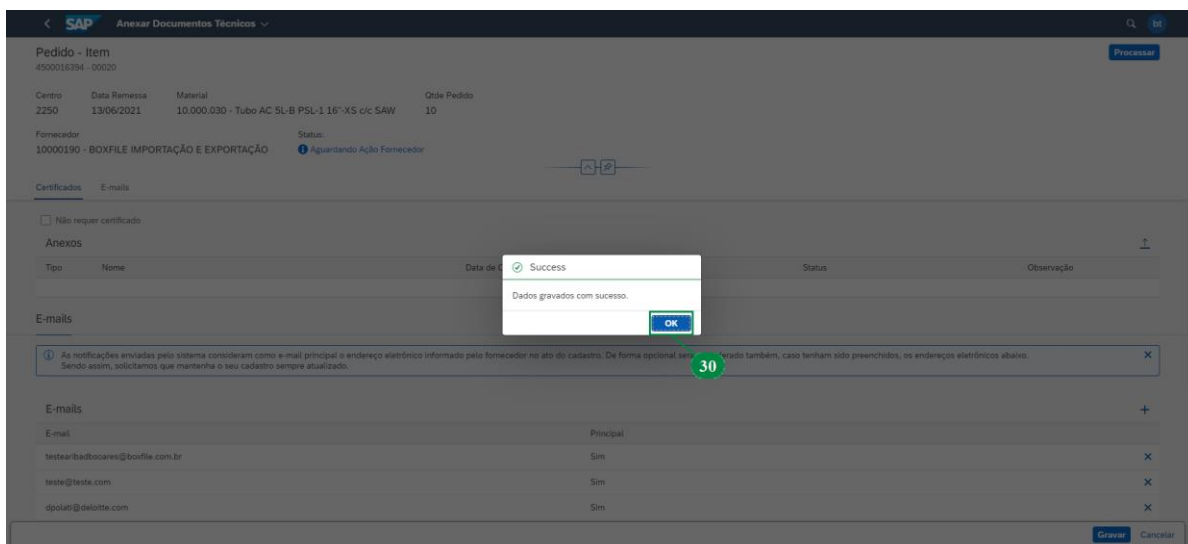 SAP Anexar Documentos Técnicos bt
Pedido - Item Processar
4500016394 - 00020
Centro Data Remessa Material Qtde Pedido
2250 13/06/2021 10.000.030 - Tubo AC 5L-B PSL-1 16"-XS c/c SAW 10
Fornecedor Status:
10000190 - BOXFILE IMPORTAÇÃO E EXPORTAÇÃO Aguardando Ação Fornecedor
Certificados E-mails
Não requer certificado
Anexos
Tipo Nome Data de Status Observação
Success
Dados gravados com sucesso.
OK
30
E-mails
As notificações enviadas pelo sistema consideram como e-mail principal o endereço eletrônico informado pelo fornecedor no ato do cadastro. De forma opcional também, caso tenham sido preenchidos, os endereços eletrônicos abaixo.
Sendo assim, solicitamos que mantenha o seu cadastro sempre atualizado.
E-mails
E-mail Principal
Sim
teste@teste.com Sim
dpolati@deloitte.com Sim
Gravar Cancelar